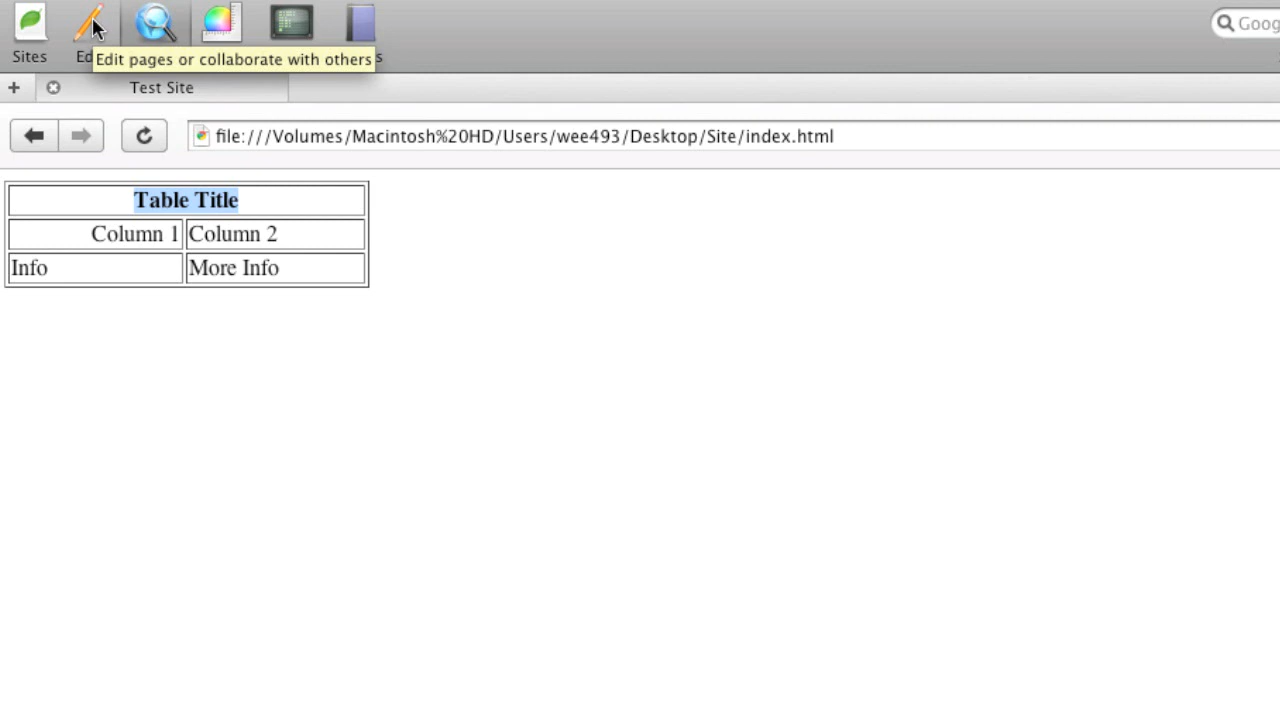 Sites
Edit pages or collaborate with others
Test Site
file:///Volumes/Macintosh%20HD/Users/wee493/Desktop/Site/index.html
Table Title
Column 1 Column 2
Info More Info